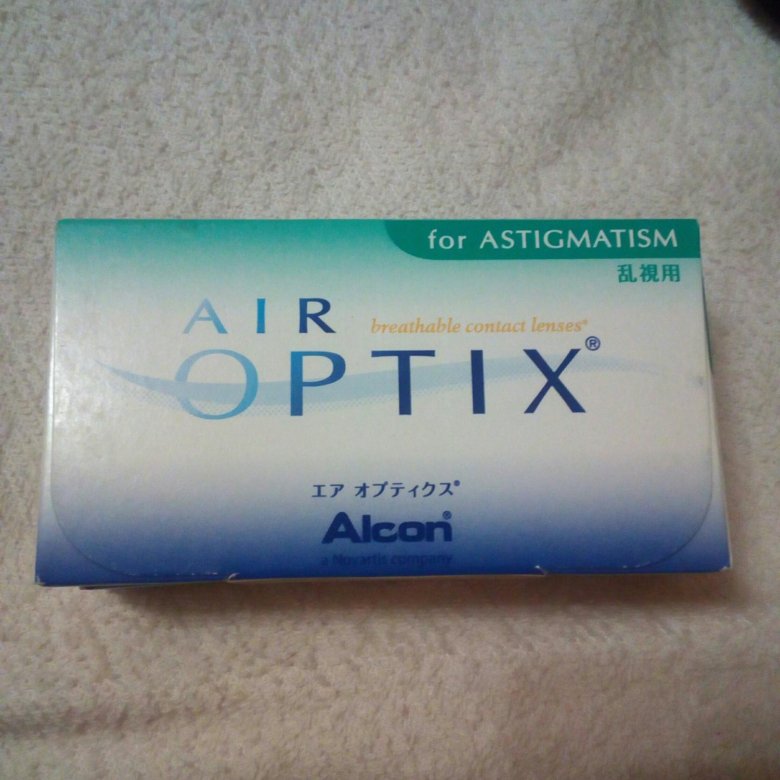 for ASTIGMATISM
乱視用
AIR
breathable contact lenses®
OPTIX®
エア オプティクス®
Alcon®
a Novartis company